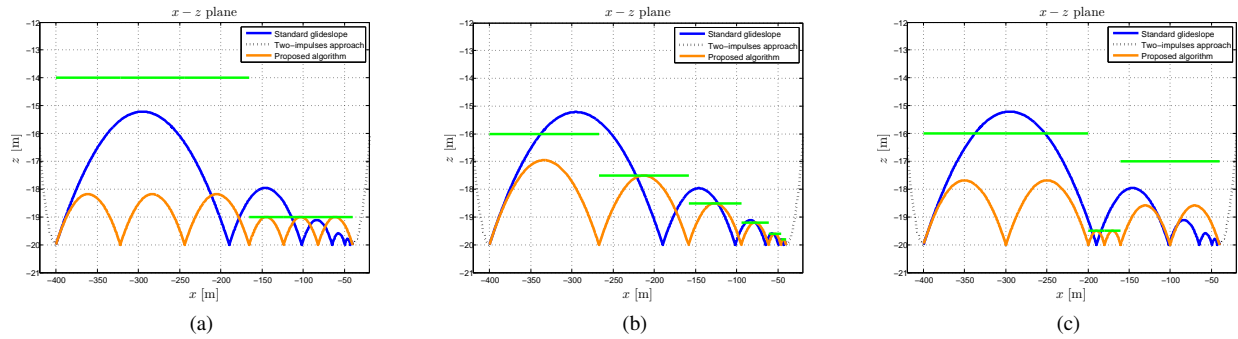 x − z plane
−12
−13
−14
−15
−16
−17
−18
−19
−20
−21
z [m]
Standard glideslope
Two−impulses approach
Proposed algorithm
−400 −350 −300 −250 −200 −150 −100 −50
x [m]
(a)
x − z plane
−12
−13
−14
−15
−16
−17
−18
−19
−20
−21
z [m]
Standard glideslope
Two−impulses approach
Proposed algorithm
−400 −350 −300 −250 −200 −150 −100 −50
x [m]
(b)
x − z plane
−12
−13
−14
−15
−16
−17
−18
−19
−20
−21
z [m]
Standard glideslope
Two−impulses approach
Proposed algorithm
−400 −350 −300 −250 −200 −150 −100 −50
x [m]
(c)